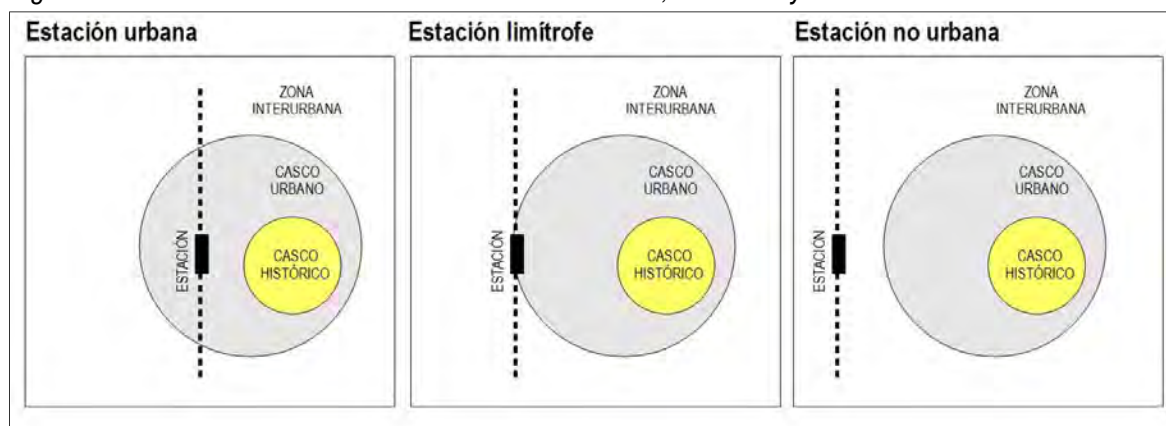 Estación urbana
ZONA
INTERURBANA
CASCO
URBANO
ESTACIÓN
CASCO
HISTÓRICO
Estación limítrofe
ZONA
INTERURBANA
CASCO
URBANO
ESTACIÓN
CASCO
HISTÓRICO
Estación no urbana
ZONA
INTERURBANA
CASCO
URBANO
ESTACIÓN
CASCO
HISTÓRICO